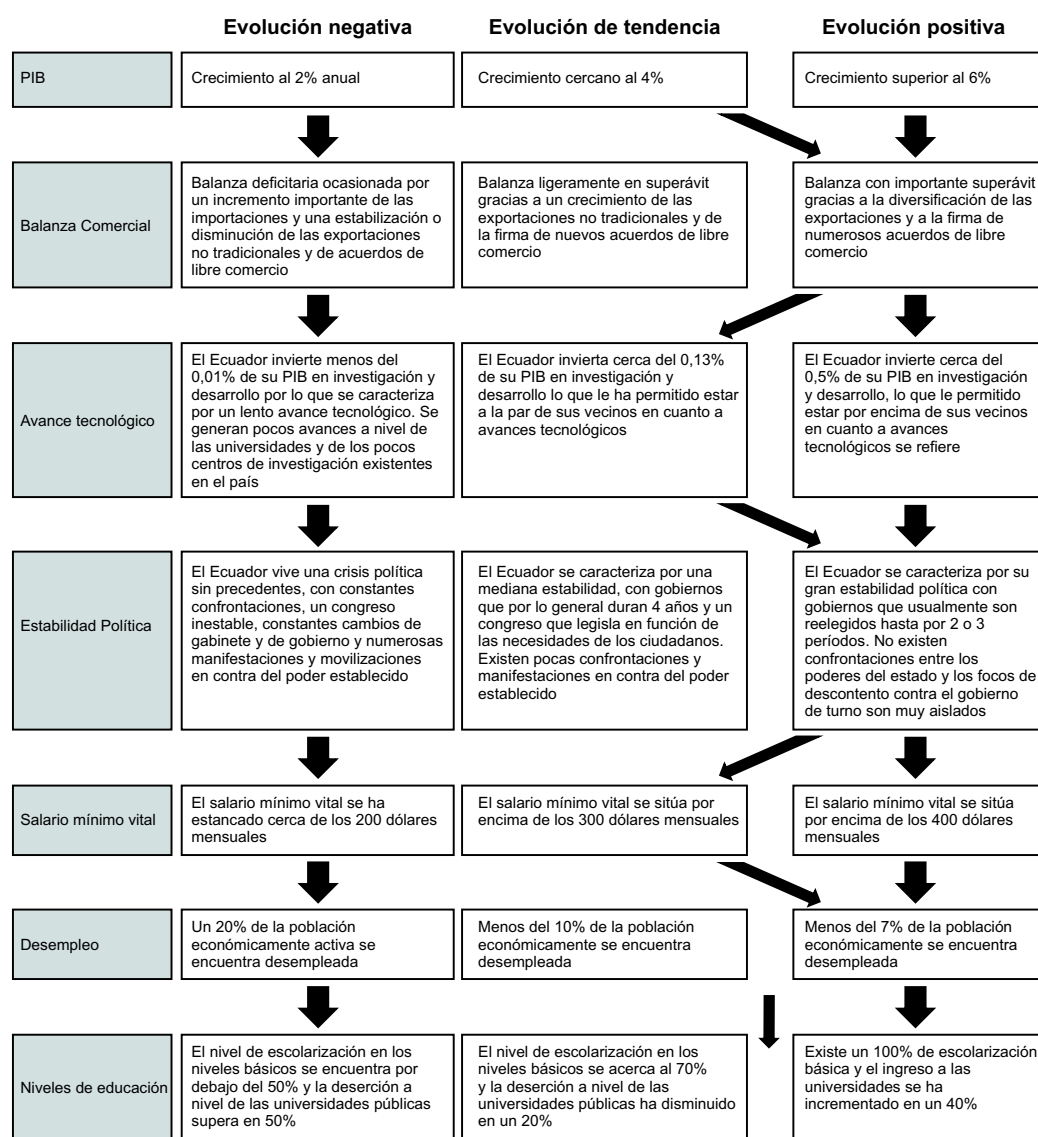 Evolución negativa
Evolución de tendencia
Evolución positiva
PIB
Crecimiento al 2% anual
Crecimiento cercano al 4%
Crecimiento superior al 6%
Balanza Comercial
Balanza deficitaria ocasionada por
un incremento importante de las
importaciones y una estabilización o
disminución de las exportaciones
no tradicionales y de acuerdos de
libre comercio
Balanza ligeramente en superávit
gracias a un crecimiento de las
exportaciones no tradicionales y de
la firma de nuevos acuerdos de libre
comercio
Balanza con importante superávit
gracias a la diversificación de las
exportaciones y a la firma de
numerosos acuerdos de libre
comercio
Avance tecnológico
El Ecuador invierte menos del
0,01% de su PIB en investigación y
desarrollo por lo que se caracteriza
por un lento avance tecnológico. Se
generan pocos avances a nivel de
las universidades y de los pocos
centros de investigación existentes
en el país
El Ecuador invierta cerca del 0,13%
de su PIB en investigación y
desarrollo lo que le ha permitido estar
a la par de sus vecinos en cuanto a
avances tecnológicos
El Ecuador invierte cerca del
0,5% de su PIB en investigación
y desarrollo, lo que le permitido
estar por encima de sus vecinos
en cuanto a avances
tecnológicos se refiere
Estabilidad Política
El Ecuador vive una crisis política
sin precedentes, con constantes
confrontaciones, un congreso
inestable, constantes cambios de
gabinete y de gobierno y numerosas
manifestaciones y movilizaciones
en contra del poder establecido
El Ecuador se caracteriza por una
mediana estabilidad, con gobiernos
que por lo general duran 4 años y un
congreso que legisla en función de
las necesidades de los ciudadanos.
Existen pocas confrontaciones y
manifestaciones en contra del poder
establecido
El Ecuador se caracteriza por su
gran estabilidad política con
gobiernos que usualmente son
reelegidos hasta por 2 o 3
períodos. No existen
confrontaciones entre los
poderes del estado y los focos de
descontento contra el gobierno
de turno son muy aislados
Salario mínimo vital
El salario mínimo vital se ha
estancado cerca de los 200 dólares
mensuales
El salario mínimo vital se sitúa por
encima de los 300 dólares mensuales
El salario mínimo vital se sitúa
por encima de los 400 dólares
mensuales
Desempleo
Un 20% de la población
económicamente activa se
encuentra desempleada
Menos del 10% de la población
económicamente se encuentra
desempleada
Menos del 7% de la población
económicamente se encuentra
desempleada
Niveles de educación
El nivel de escolarización en los
niveles básicos se encuentra por
debajo del 50% y la deserción a
nivel de las universidades públicas
supera en 50%
El nivel de escolarización en los
niveles básicos se acerca al 70%
y la deserción a nivel de las
universidades públicas ha disminuido
en un 20%
Existe un 100% de escolarización
básica y el ingreso a las
universidades se ha
incrementado en un 40%